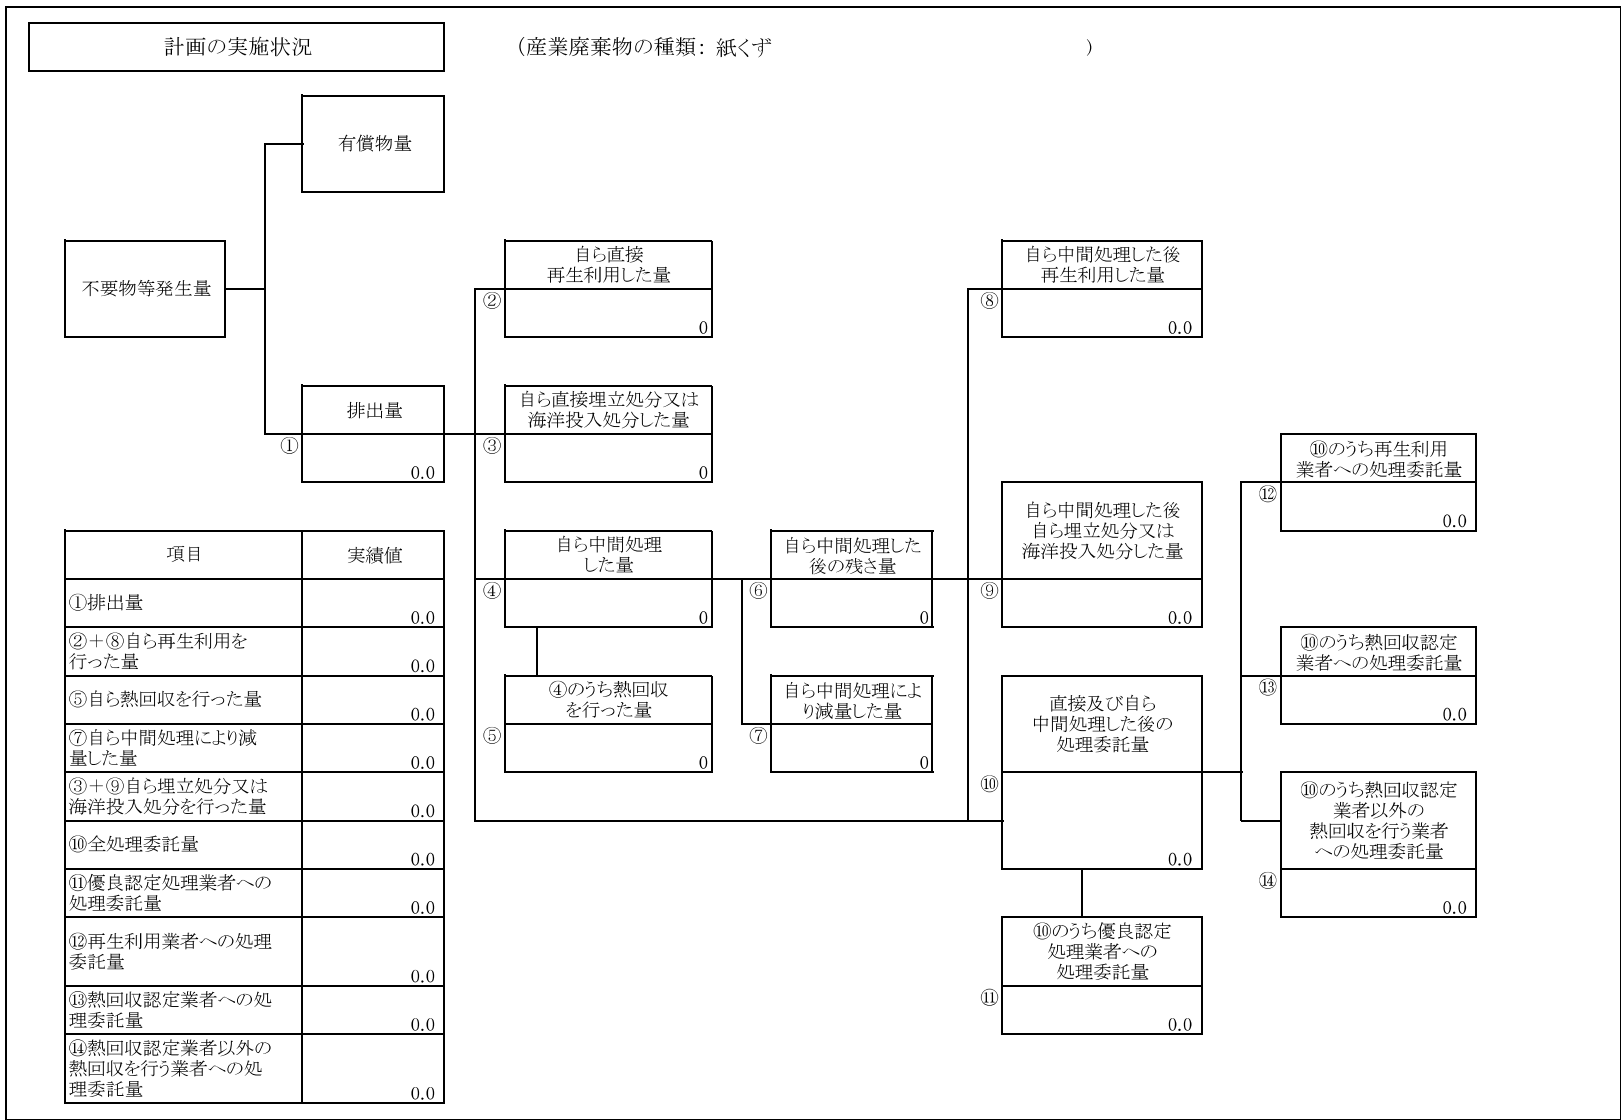 計画の実施状況
（産業廃棄物の種類：紙くず　）
有償物量
不要物等発生量
自ら直接
再生利用した量
②
0
自ら中間処理した後
再生利用した量
⑧
0.0
排出量
①
0.0
自ら直接埋立処分又は
海洋投入処分した量
③
0
⑩のうち再生利用
業者への処理委託量
⑫
0.0
自ら中間処理
した量
④
0
自ら中間処理した
後の残さ量
⑥
0
自ら中間処理した後
自ら埋立処分又は
海洋投入処分した量
⑨
0.0
⑩のうち熱回収認定
業者への処理委託量
⑬
0.0
④のうち熱回収
を行った量
⑤
0
自ら中間処理によ
り減量した量
⑦
0
直接及び自ら
中間処理した後の
処理委託量
⑩
0.0
⑩のうち熱回収認定
業者以外の
熱回収を行う業者
への処理委託量
⑭
0.0
⑩のうち優良認定
処理業者への
処理委託量
⑪
0.0
項目 実績値
①排出量
0.0
②＋⑧自ら再生利用を
行った量
0.0
⑤自ら熱回収を行った量
0.0
⑦自ら中間処理により減
量した量
0.0
③＋⑨自ら埋立処分又は
海洋投入処分を行った量
0.0
⑩全処理委託量
0.0
⑪優良認定処理業者への
処理委託量
0.0
⑫再生利用業者への処理
委託量
0.0
⑬熱回収認定業者への処
理委託量
0.0
⑭熱回収認定業者以外の
熱回収を行う業者への処
理委託量
0.0